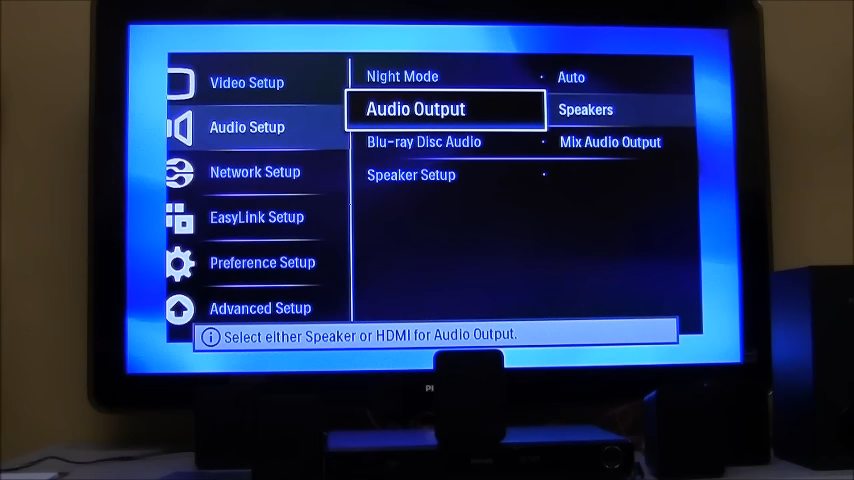 Video Setup
Audio Setup
Network Setup
EasyLink Setup
Preference Setup
Advanced Setup
Night Mode
Auto
Audio Output
Speakers
Blu-ray Disc Audio
Mix Audio Output
Speaker Setup
Select either Speaker or HDMI for Audio Output.